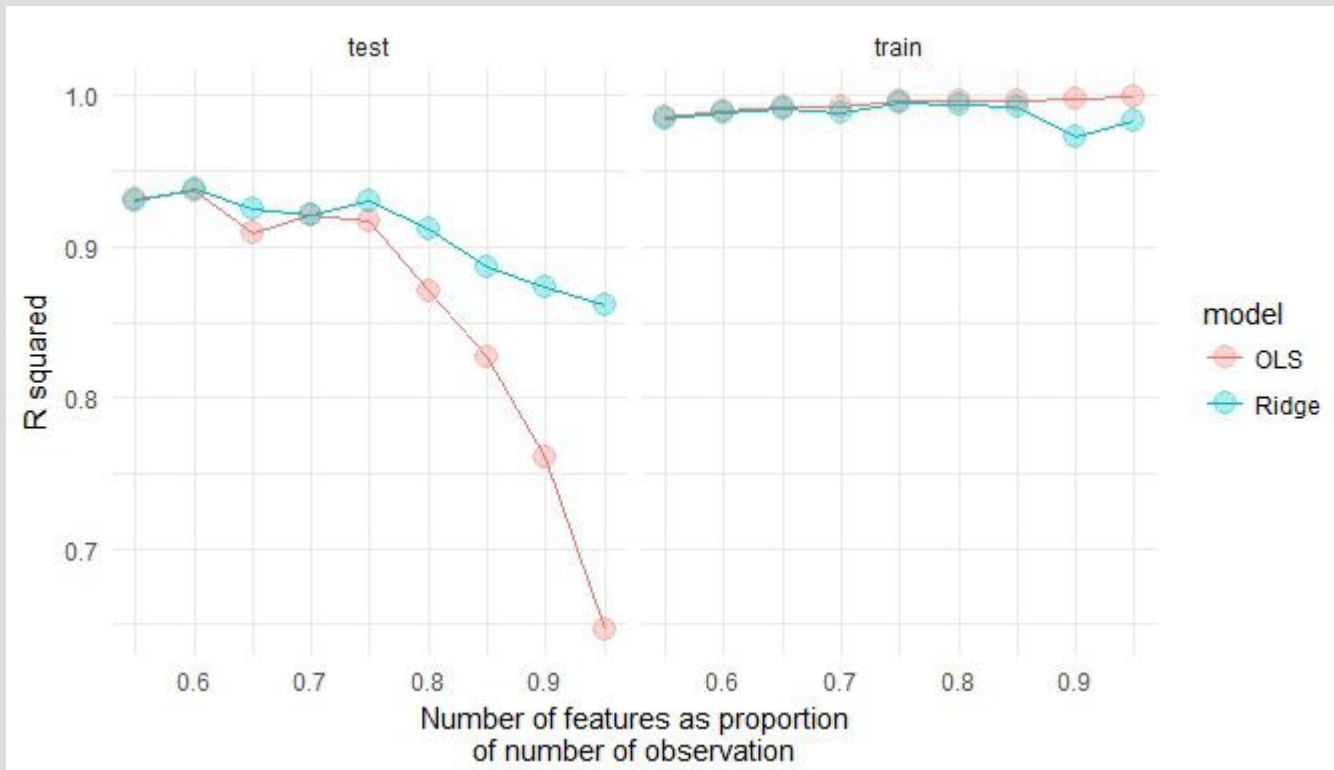 test
train
1.0
0.9
0.8
0.7
R squared
0.6 0.7 0.8 0.9
0.6 0.7 0.8 0.9
Number of features as proportion
of number of observation
model
OLS
Ridge